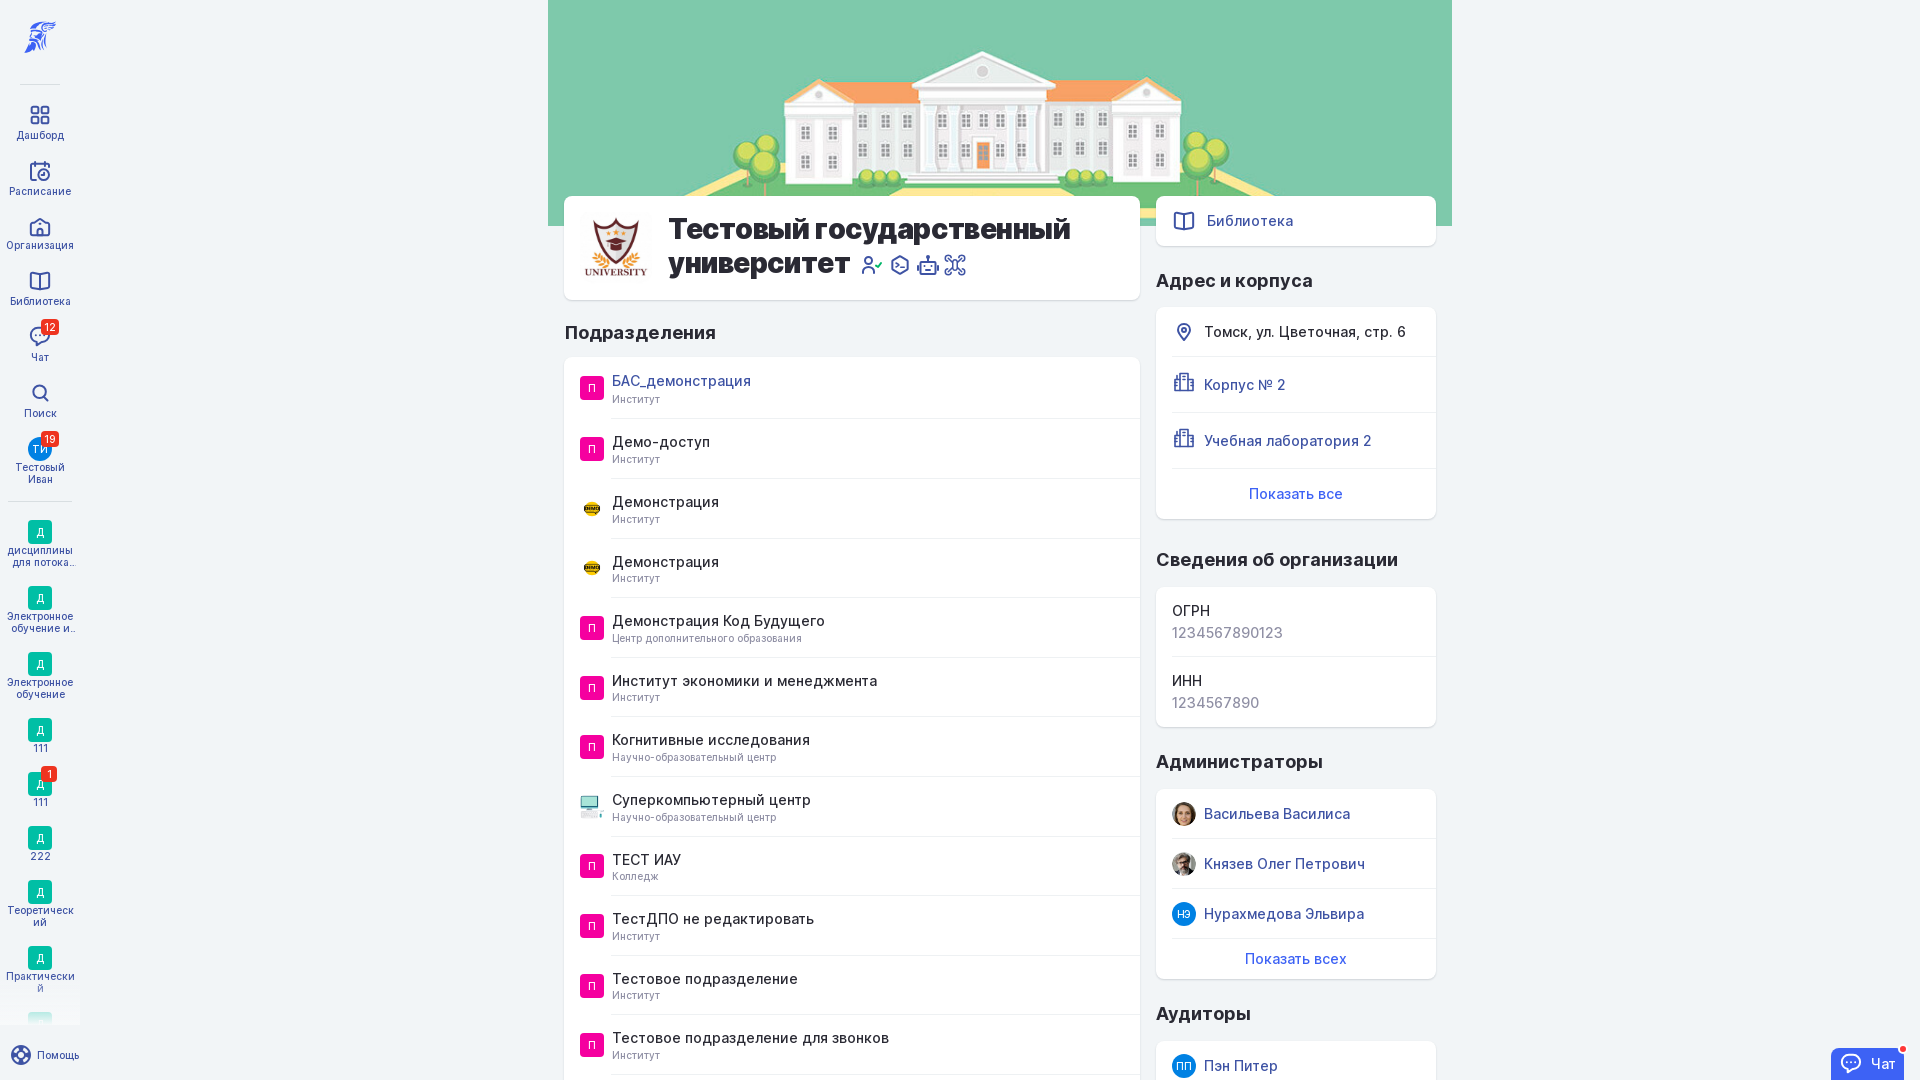 Дашборд
Расписание
Организация
Библиотека
12
Чат
Поиск
19
ТИ
Тестовый
Иван
Д
дисциплины
для потока...
Д
Электронное
обучение и...
Д
Электронное
обучение
Д
111
1
Д
111
Д
222
Д
Теоретическ
ий
Д
Практически
й
Помощь
UNIVERSITY
Тестовый государственный
университет
Подразделения
П
БАС_демонстрация
Институт
П
Демо-доступ
Институт
DEMO
Демонстрация
Институт
DEMO
Демонстрация
Институт
П
Демонстрация Код Будущего
Центр дополнительного образования
П
Институт экономики и менеджмента
Институт
П
Когнитивные исследования
Научно-образовательный центр
Суперкомпьютерный центр
Научно-образовательный центр
П
ТЕСТ ИАУ
Колледж
П
ТестДПО не редактировать
Институт
П
Тестовое подразделение
Институт
П
Тестовое подразделение для звонков
Институт
Библиотека
Адрес и корпуса
Томск, ул. Цветочная, стр. 6
Корпус № 2
Учебная лаборатория 2
Показать все
Сведения об организации
ОГРН
1234567890123
ИНН
1234567890
Администраторы
Васильева Василиса
Князев Олег Петрович
НЭ
Нурахмедова Эльвира
Показать всех
Аудиторы
ПП
Пэн Питер
Чат